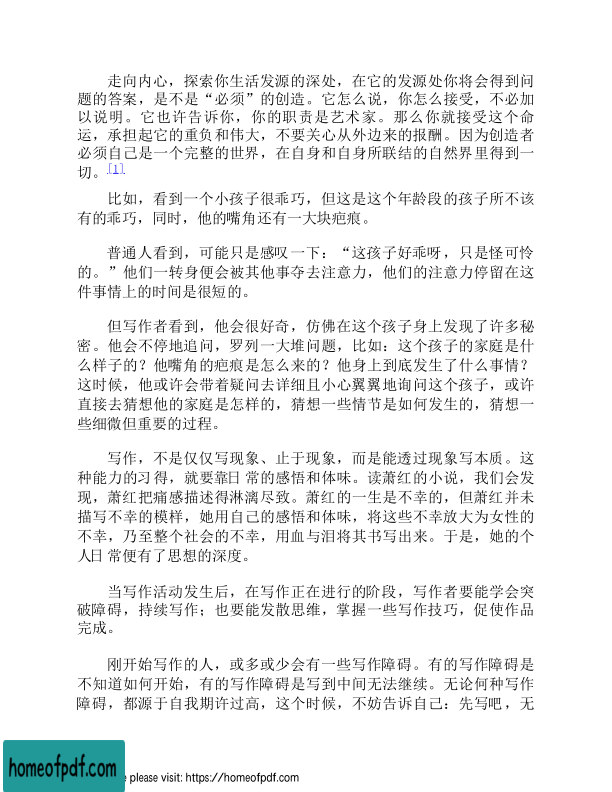 走向内心，探索你生活发源的深处，在它的发源处你将会得到问
题的答案，是不是“必须”的创造。它怎么说，你怎么接受，不必加
以说明。它也许告诉你，你的职责是艺术家。那么你就接受这个命
运，承担起它的重负和伟大，不要关心从外边来的报酬。因为创造者
必须自己是一个完整的世界，在自身和自身所联结的自然界里得到一
切。[1]
比如，看到一个小孩子很乖巧，但这是这个年龄段的孩子所不该
有的乖巧，同时，他的嘴角还有一大块疤痕。
普通人看到，可能只是感叹一下：“这孩子好乖呀，只是怪可怜
的。”他们一转身便会被其他事夺去注意力，他们的注意力停留在这
件事情上的时间是很短的。
但写作者看到，他会很好奇，仿佛在这个孩子身上发现了许多秘
密。他会不停地追问，罗列一大堆问题，比如：这个孩子的家庭是什
么样子的？他嘴角的疤痕是怎么来的？他身上到底发生了什么事情？
这时候，他或许会带着疑问去详细且小心翼翼地询问这个孩子，或许
直接去猜想他的家庭是怎样的，猜想一些情节是如何发生的，猜想一
些细微但重要的过程。
写作，不是仅仅写现象、止于现象，而是能透过现象写本质。这
种能力的习得，就要靠日常的感悟和体味。读萧红的小说，我们会发
现，萧红把痛感描述得淋漓尽致。萧红的一生是不幸的，但萧红并未
描写不幸的模样，她用自己的感悟和体味，将这些不幸放大为女性的
不幸，乃至整个社会的不幸，用血与泪将其书写出来。于是，她的个
人日常便有了思想的深度。
当写作活动发生后，在写作正在进行的阶段，写作者要能学会突
破障碍，持续写作；也要能发散思维，掌握一些写作技巧，促使作品
完成。
刚开始写作的人，或多或少会有一些写作障碍。有的写作障碍是
不知道如何开始，有的写作障碍是写到中间无法继续。无论何种写作
障碍，都源于自我期许过高，这个时候，不妨告诉自己：先写吧，无
homeofpdf.com
e please visit: https://homeofpdf.com